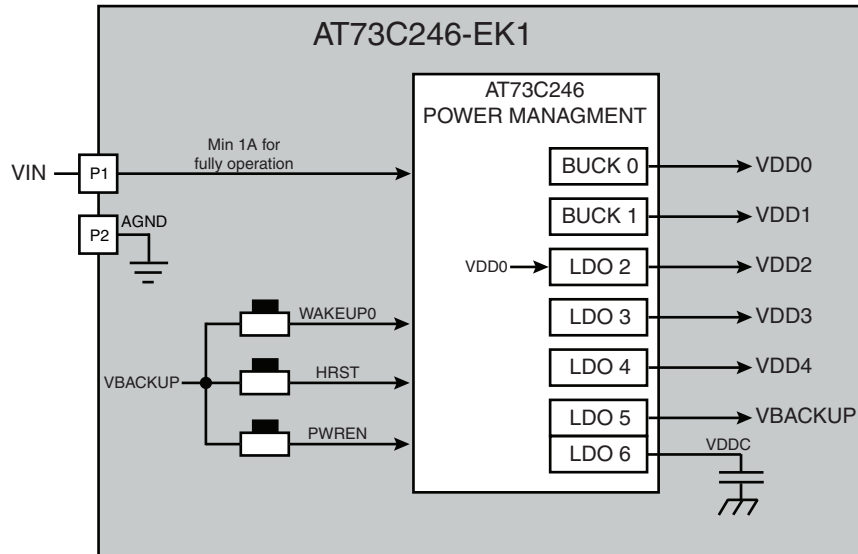 AT73C246-EK1
AT73C246
POWER MANAGMENT
Min 1A for
fully operation
VIN
P1
BUCK 0
VDD0
P2
AGND
BUCK 1
VDD1
VDD0
LDO 2
VDD2
WAKEUP0
LDO 3
VDD3
VBACKUP
HRST
LDO 4
VDD4
PWREN
LDO 5
VBACKUP
LDO 6
VDDC